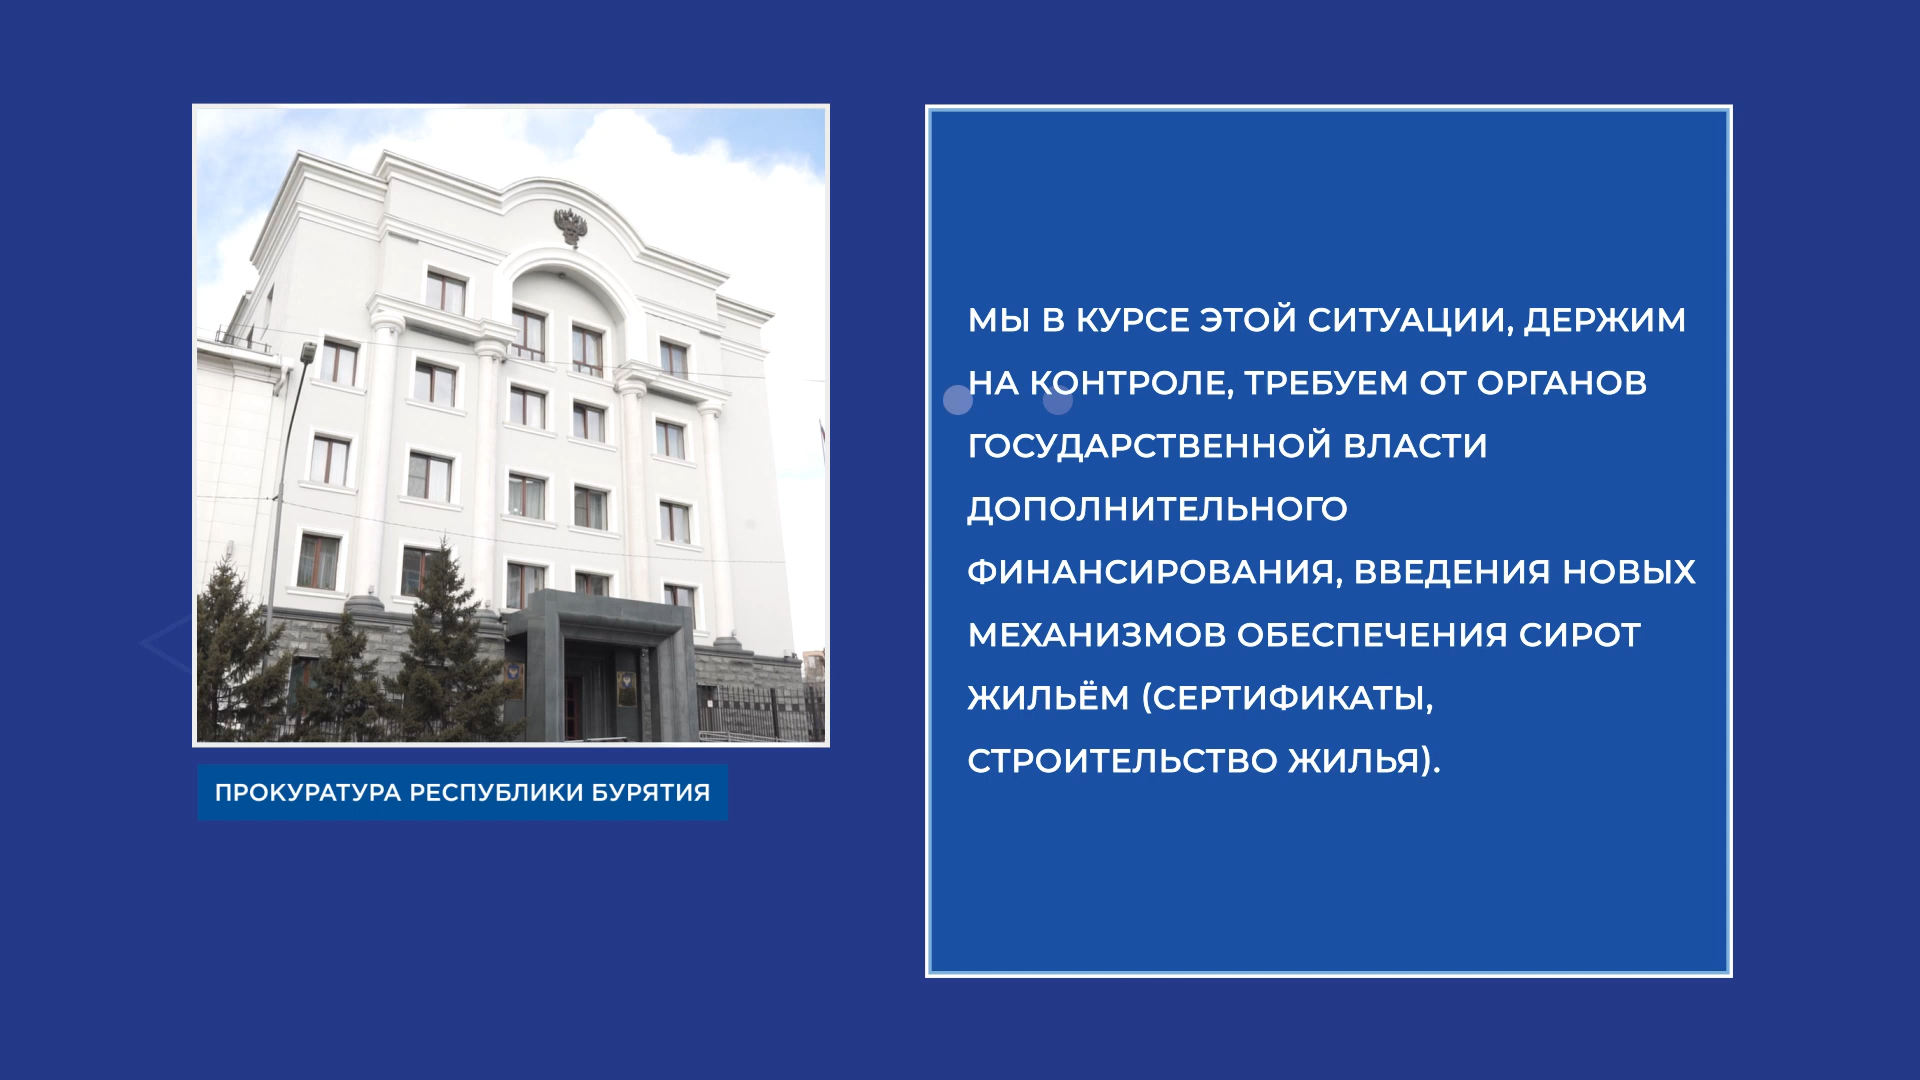 МЫ В КУРСЕ ЭТОЙ СИТУАЦИИ, ДЕРЖИМ
НА КОНТРОЛЕ, ТРЕБУЕМ ОТ ОРГАНОВ
ГОСУДАРСТВЕННОЙ ВЛАСТИ
ДОПОЛНИТЕЛЬНОГО
ФИНАНСИРОВАНИЯ, ВВЕДЕНИЯ НОВЫХ
МЕХАНИЗМОВ ОБЕСПЕЧЕНИЯ СИРОТ
ЖИЛЬЁМ (СЕРТИФИКАТЫ,
СТРОИТЕЛЬСТВО ЖИЛЬЯ).
ПРОКУРАТУРА РЕСПУБЛИКИ БУРЯТИЯ